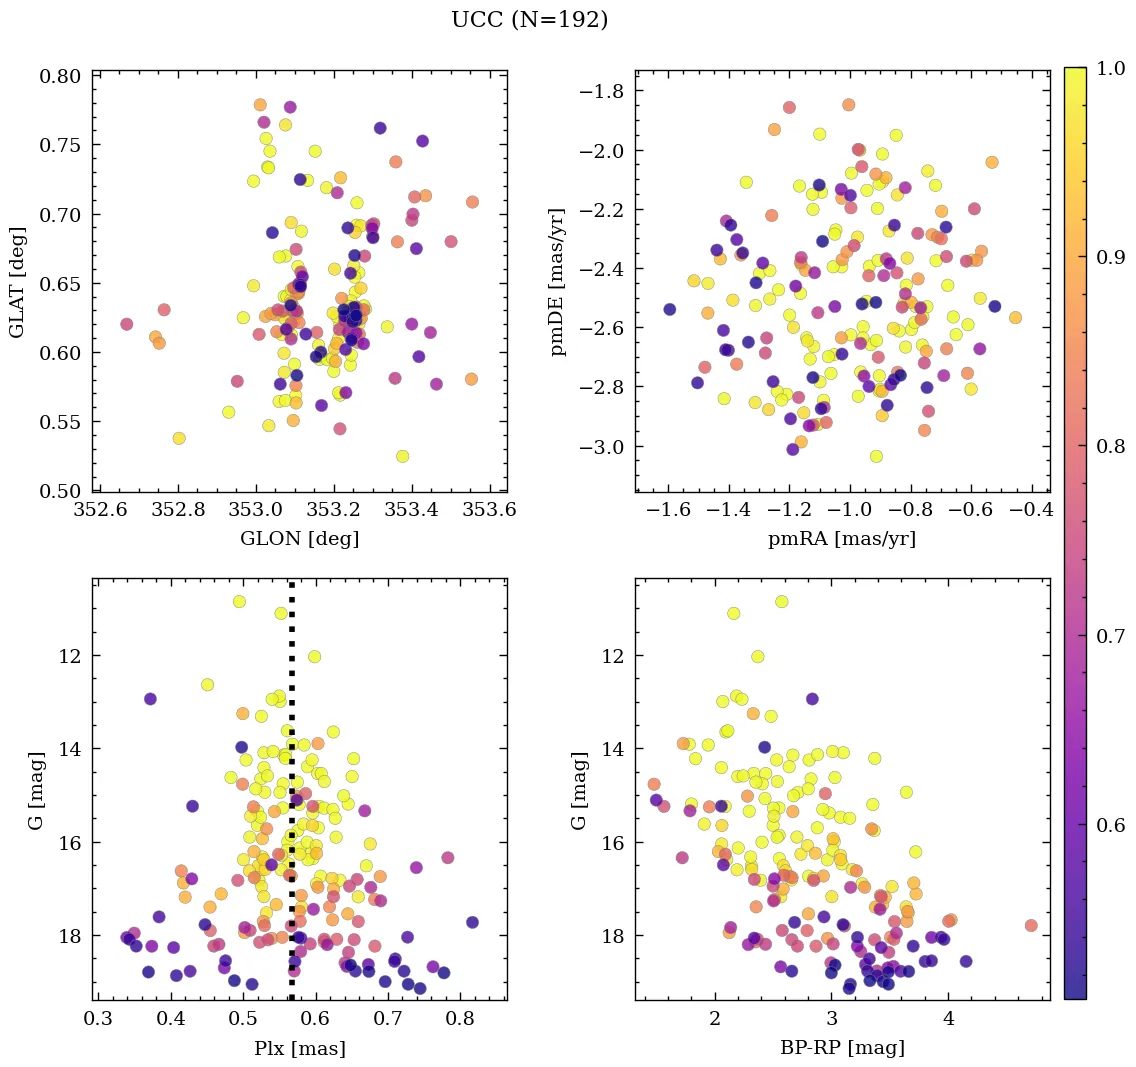 UCC (N=192)
0.80
0.75
0.70
0.65
0.60
0.55
0.50
GLAT [deg]
352.6 352.8 353.0 353.2 353.4 353.6
GLON [deg]
−1.8
−2.0
−2.2
−2.4
−2.6
−2.8
−3.0
pmDE [mas/yr]
−1.6 −1.4 −1.2 −1.0 −0.8 −0.6 −0.4
pmRA [mas/yr]
12
14
16
18
G [mag]
0.3 0.4 0.5 0.6 0.7 0.8
Plx [mas]
12
14
16
18
G [mag]
2 3 4
BP-RP [mag]
1.0
0.9
0.8
0.7
0.6